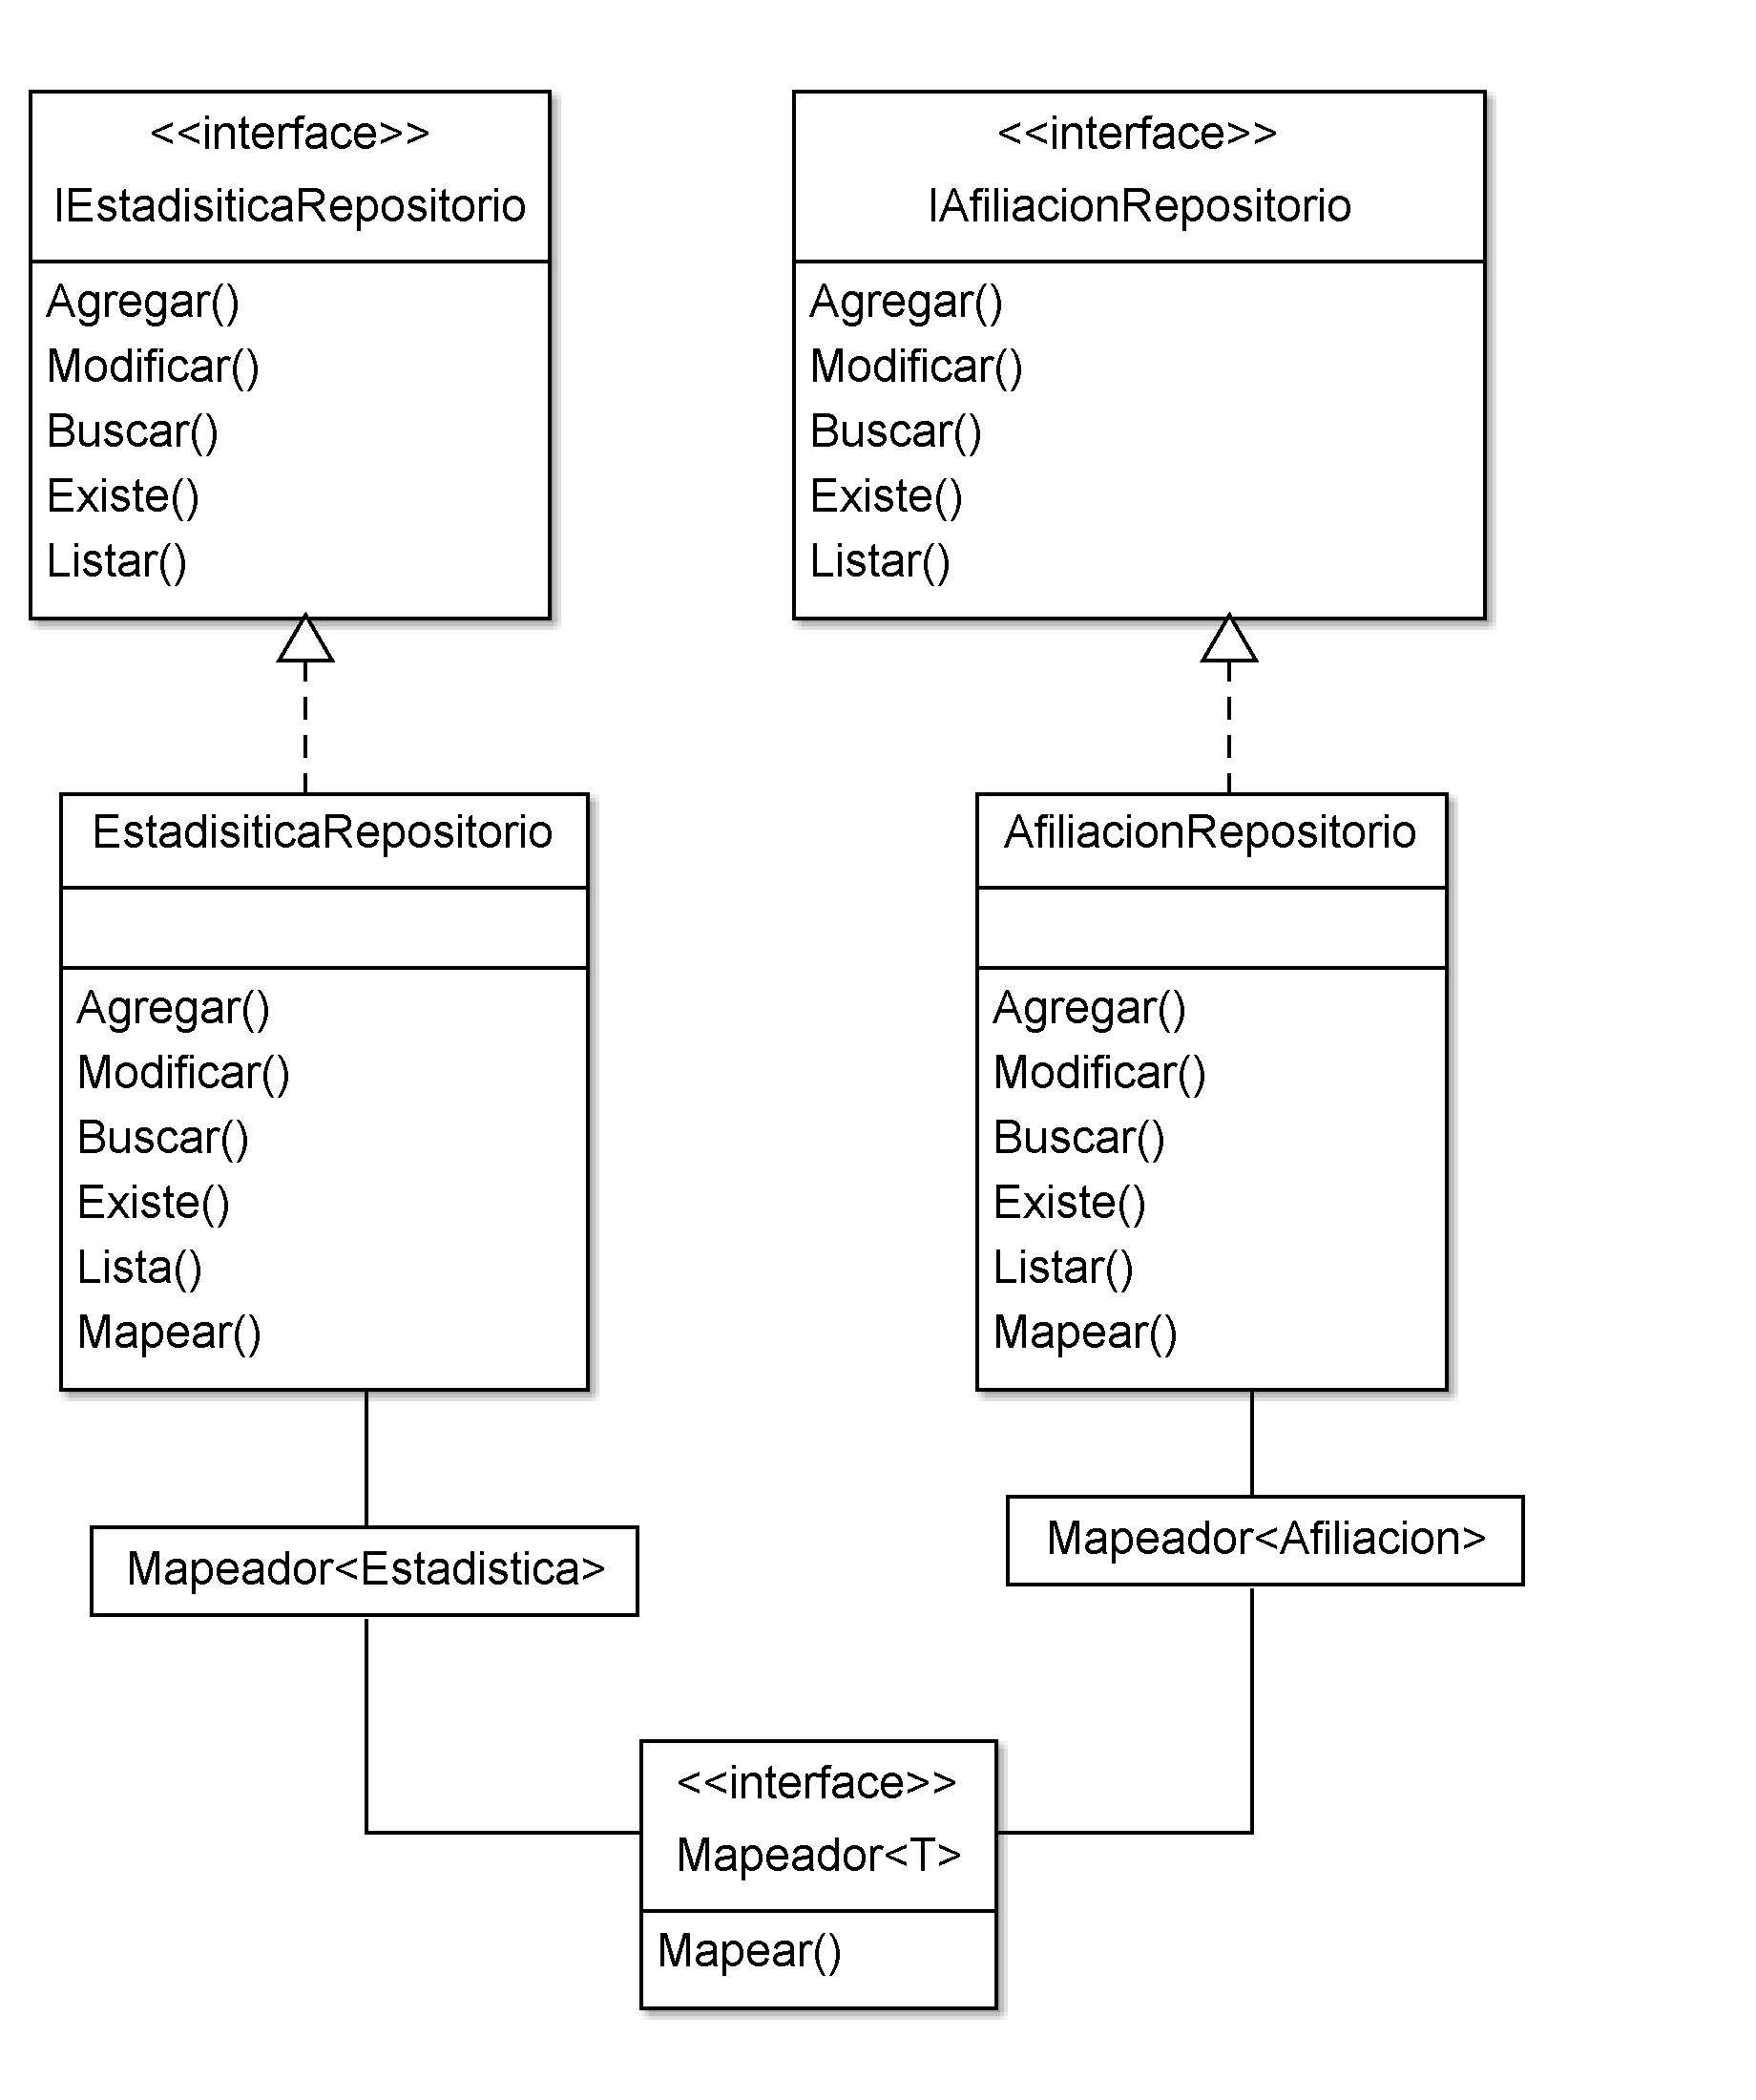 <<interface>>
IEstadisiticaRepositorio
Agregar()
Modificar()
Buscar()
Existe()
Listar()
<<interface>>
IAfiliacionRepositorio
Agregar()
Modificar()
Buscar()
Existe()
Listar()
EstadisiticaRepositorio
Agregar()
Modificar()
Buscar()
Existe()
Lista()
Mapear()
AfiliacionRepositorio
Agregar()
Modificar()
Buscar()
Existe()
Listar()
Mapear()
Mapeador<Estadistica>
Mapeador<Afiliacion>
<<interface>>
Mapeador<T>
Mapear()